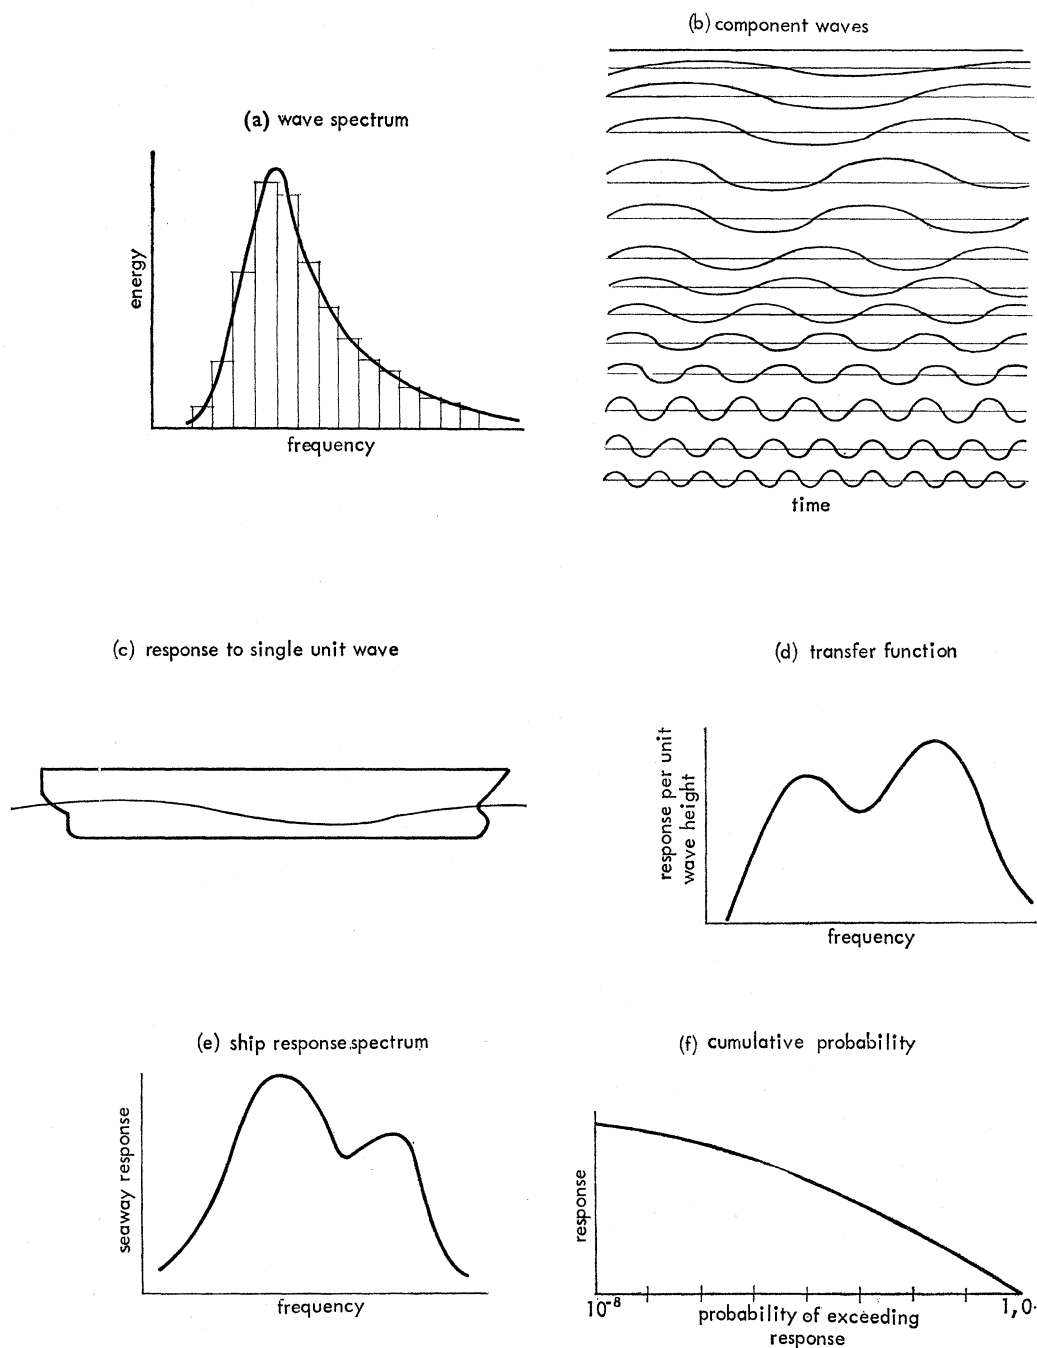 (b) component waves
(a) wave spectrum
energy
frequency
time
(c) response to single unit wave
(d) transfer function
response per unit
wave height
frequency
(e) ship response spectrum
seaway response
frequency
(f) cumulative probability
response
10-8
1,0
probability of exceeding
response